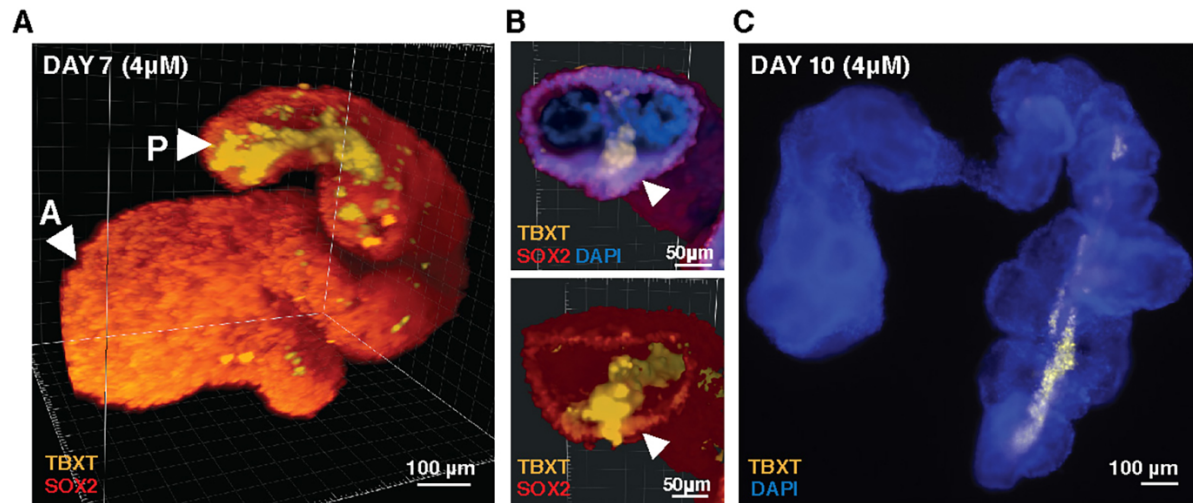 A
DAY 7 (4µM)
P
A
TBXT
SOX2
100 µm
B
TBXT
SOX2 DAPI
50µm
TBXT
SOX2
50µm
C
DAY 10 (4µM)
TBXT
DAPI
100 µm